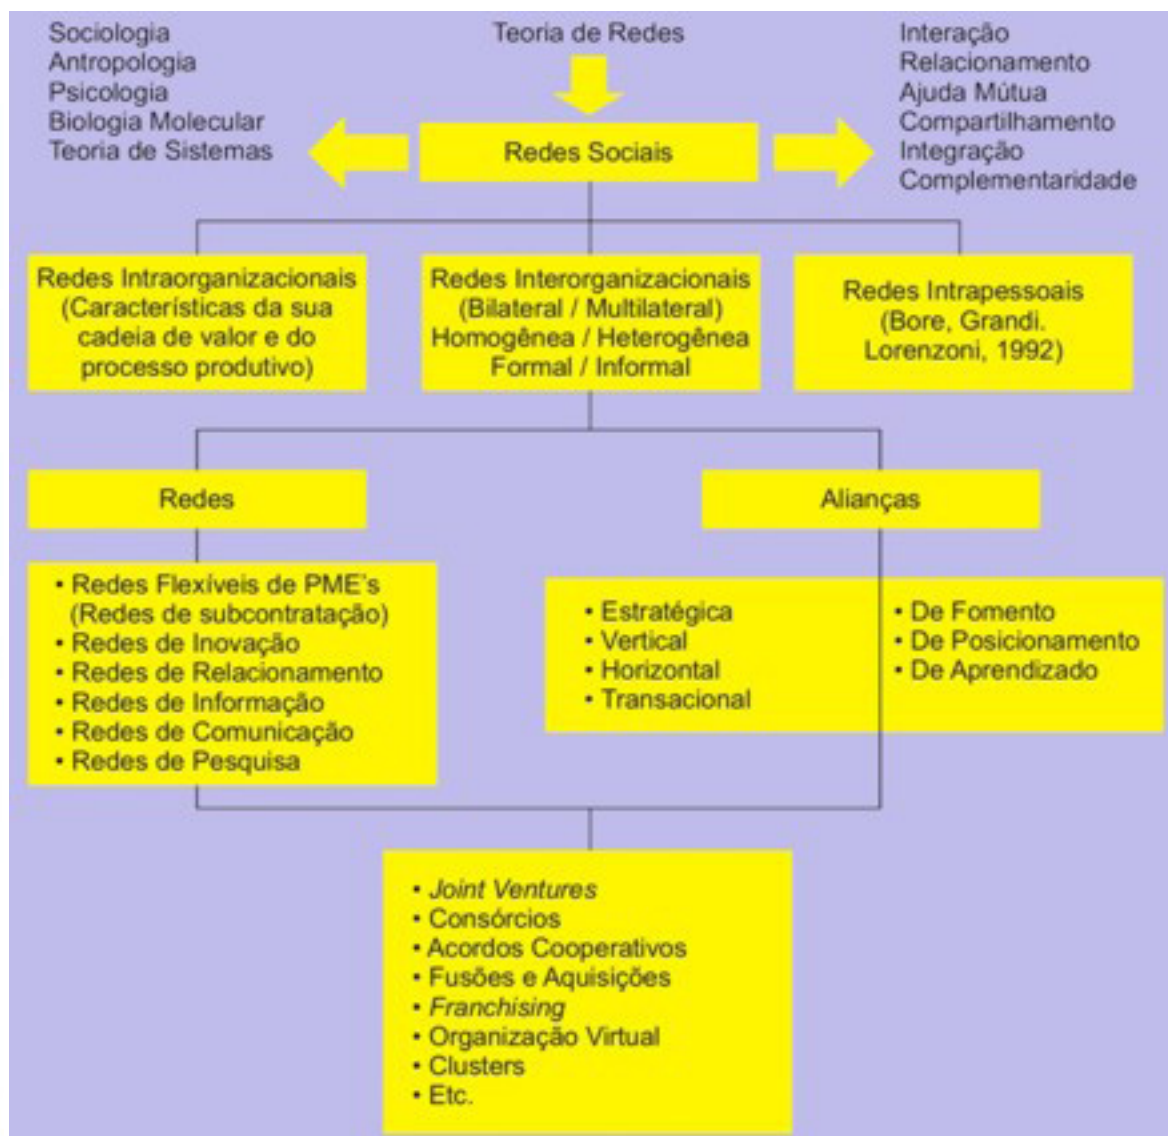 Sociologia
Antropologia
Psicologia
Biologia Molecular
Teoria de Sistemas
Teoria de Redes
Interação
Relacionamento
Ajuda Mútua
Compartilhamento
Integração
Complementaridade
Redes Sociais
Redes Intraorganizacionais
(Características da sua
cadeia de valor e do
processo produtivo)
Redes Interorganizacionais
(Bilateral / Multilateral)
Homogênea / Heterogênea
Formal / Informal
Redes Intrapessoais
(Bore, Grandi.
Lorenzoni, 1992)
Redes
Alianças
• Redes Flexíveis de PME's
(Redes de subcontratação)
• Redes de Inovação
• Redes de Relacionamento
• Redes de Informação
• Redes de Comunicação
• Redes de Pesquisa
• Estratégica
• Vertical
• Horizontal
• Transacional
• De Fomento
• De Posicionamento
• De Aprendizado
• Joint Ventures
• Consórcios
• Acordos Cooperativos
• Fusões e Aquisições
• Franchising
• Organização Virtual
• Clusters
• Etc.